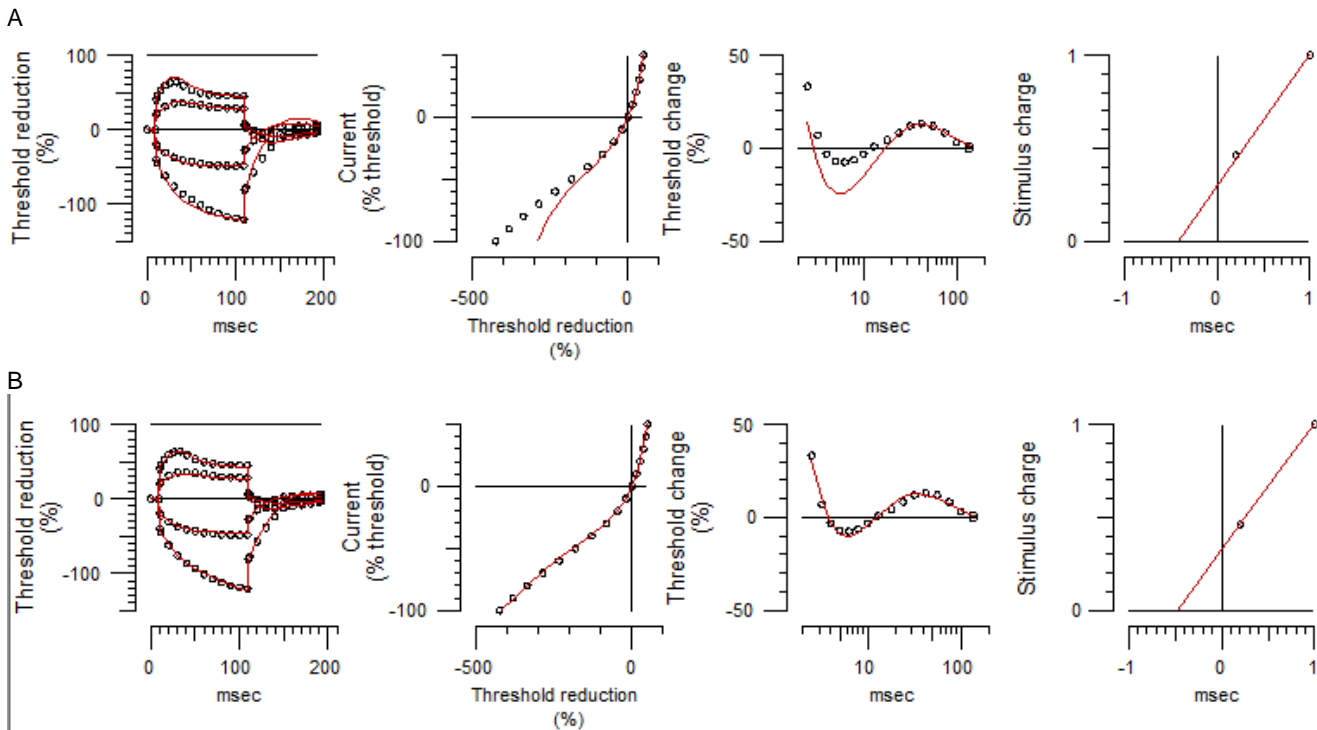 A
Threshold reduction
(%)
100
0
-100
0 100 200
msec
Current
(% threshold)
0
-100
-500 0
Threshold reduction
(%)
Threshold change
(%)
50
0
-50
10 100
msec
Stimulus charge
1
0
-1 0 1
msec
B
Threshold reduction
(%)
100
0
-100
0 100 200
msec
Current
(% threshold)
0
-100
-500 0
Threshold reduction
(%)
Threshold change
(%)
50
0
-50
10 100
msec
Stimulus charge
1
0
-1 0 1
msec